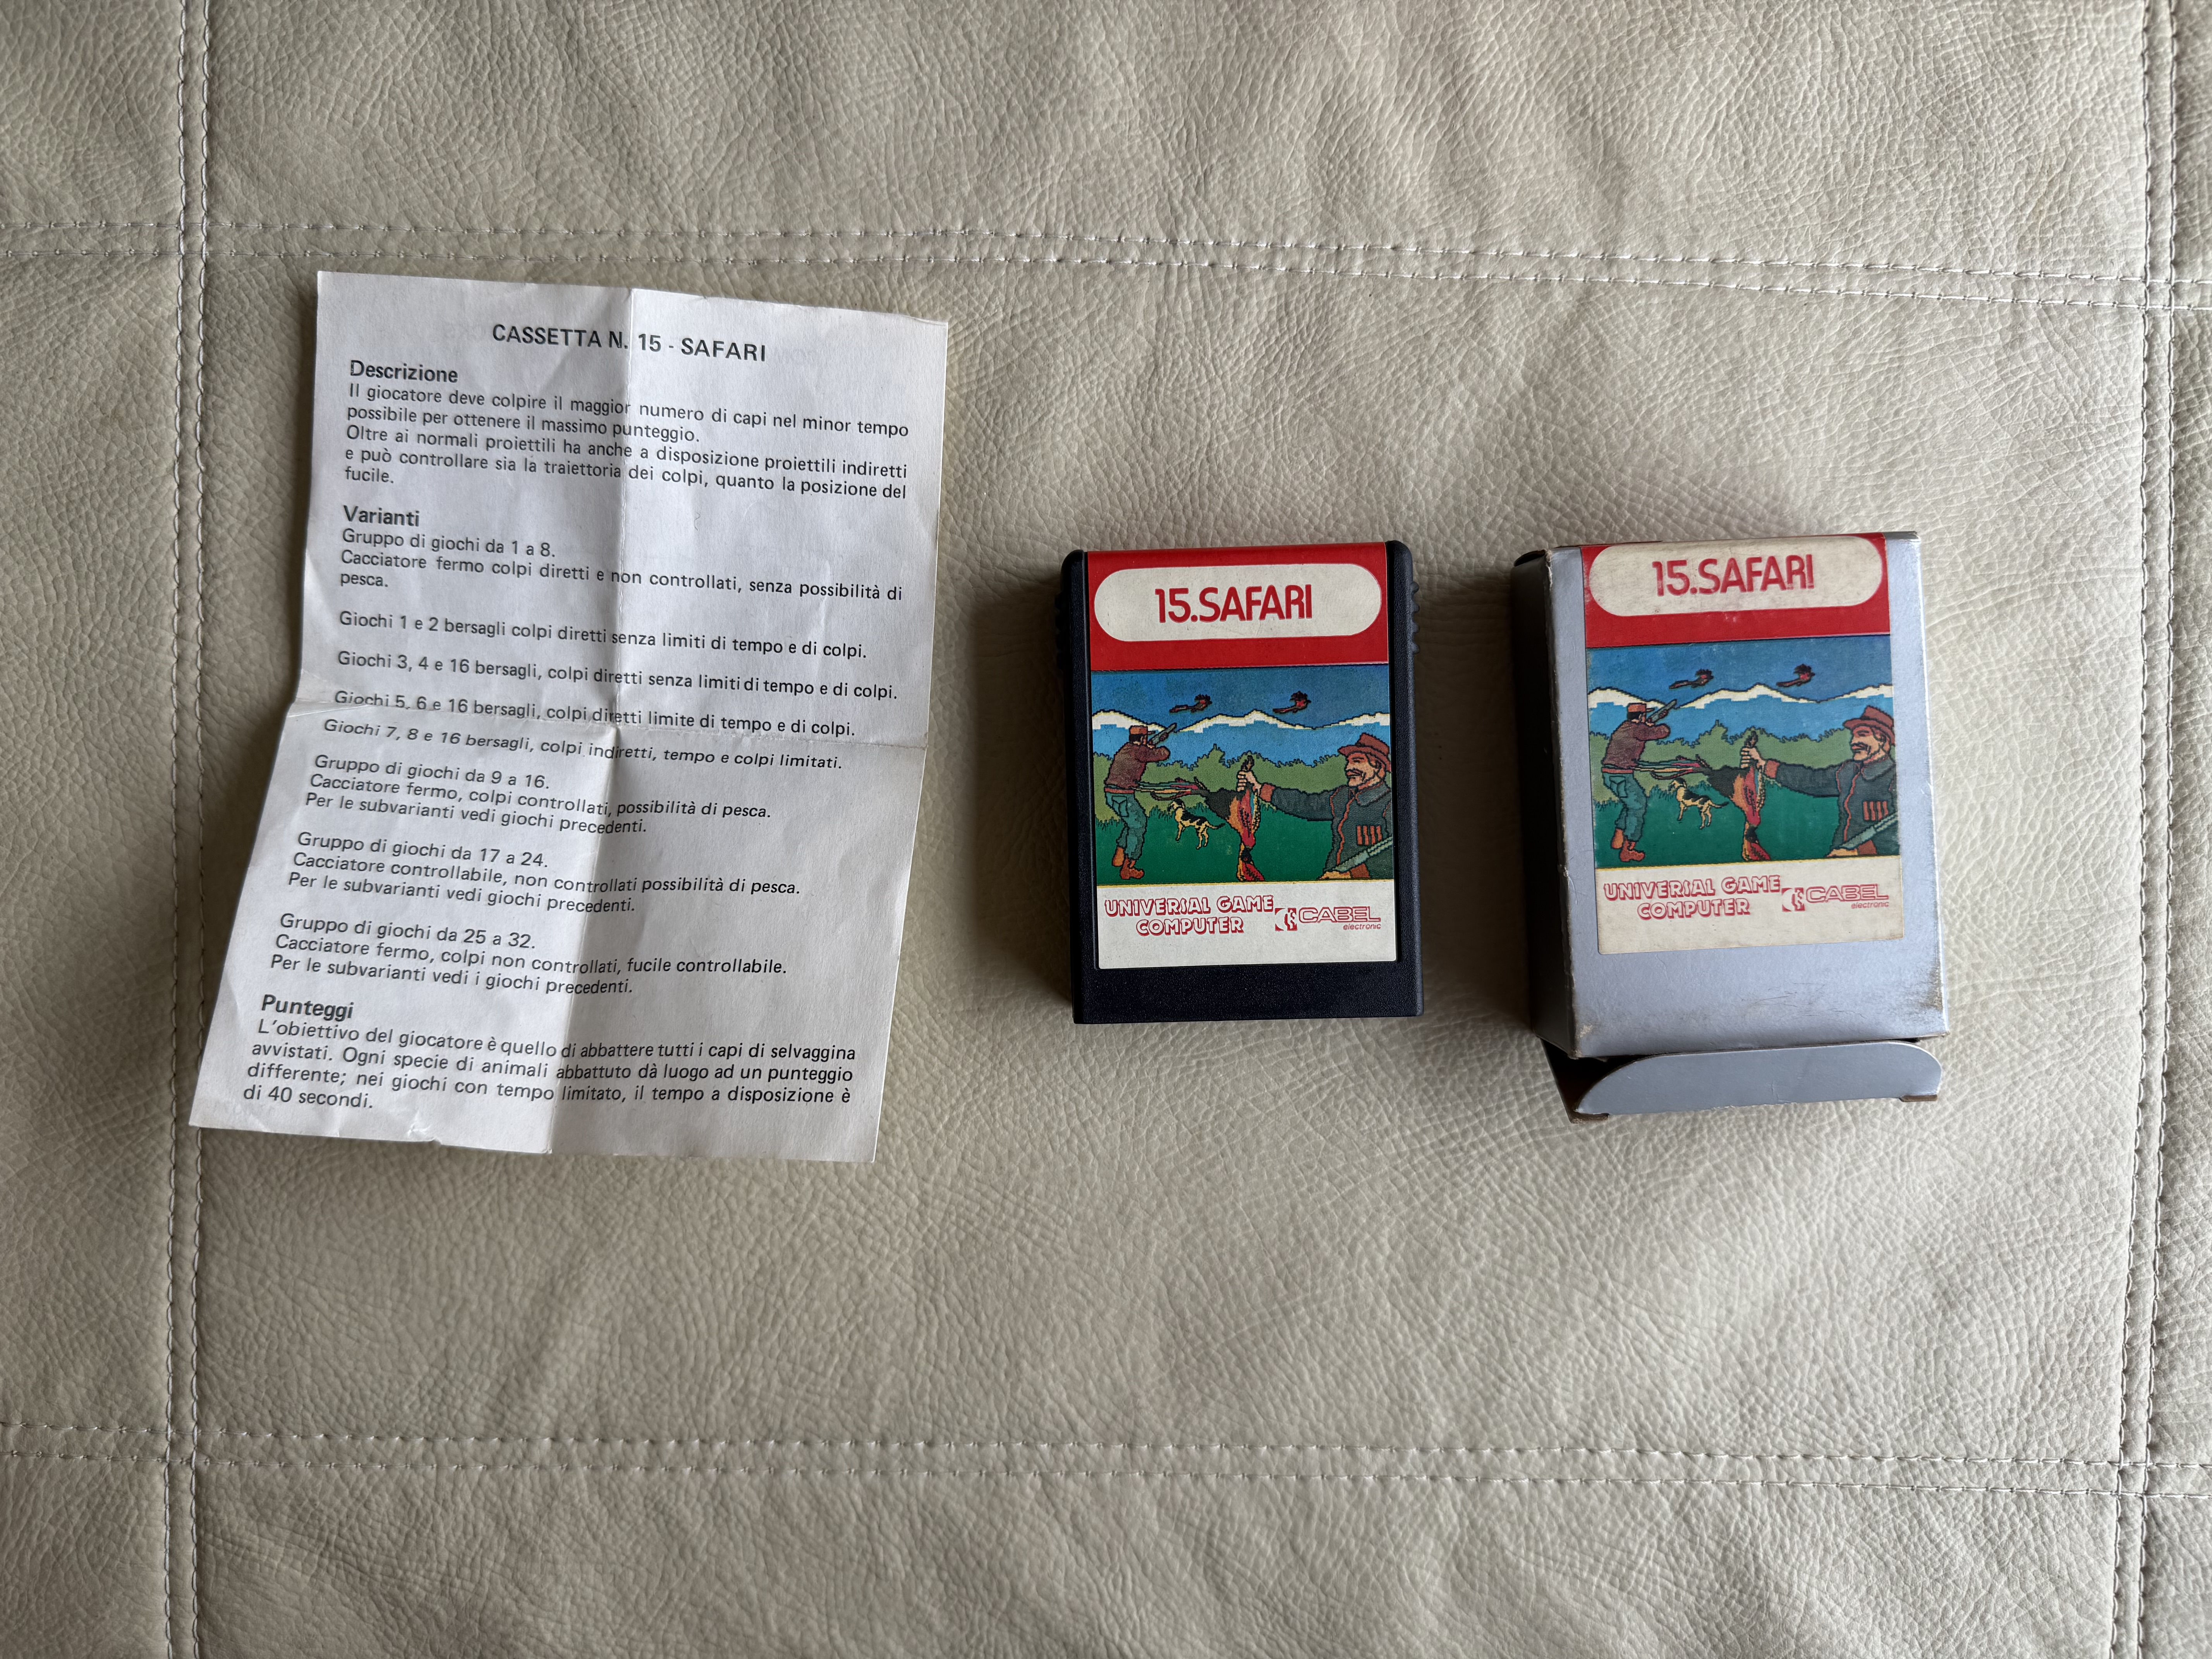 CASSETTA N. 15 - SAFARI
Descrizione
Il giocatore deve colpire il maggior numero di capi nel minor tempo
possibile per ottenere il massimo punteggio.
Oltre ai normali proiettili ha anche a disposizione proiettili indiretti
e può controllare sia la traiettoria dei colpi, quanto la posizione del
fucile.
Varianti
Gruppo di giochi da 1 a 8.
Cacciatore fermo colpi diretti e non controllati, senza possibilità di
pesca.
Giochi 1 e 2 bersagli colpi diretti senza limiti di tempo e di colpi.
Giochi 3, 4 e 16 bersagli, colpi diretti senza limiti di tempo e di colpi.
Giochi 5, 6 e 16 bersagli, colpi diretti limite di tempo e di colpi.
Giochi 7, 8 e 16 bersagli, colpi indiretti, tempo e colpi limitati.
Gruppo di giochi da 9 a 16.
Cacciatore fermo, colpi controllati, possibilità di pesca.
Per le subvarianti vedi giochi precedenti.
Gruppo di giochi da 17 a 24.
Cacciatore controllabile, non controllati possibilità di pesca.
Per le subvarianti vedi giochi precedenti.
Gruppo di giochi da 25 a 32.
Cacciatore fermo, colpi non controllati, fucile controllabile.
Per le subvarianti vedi i giochi precedenti.
Punteggi
L'obiettivo del giocatore è quello di abbattere tutti i capi di selvaggina
avvistati. Ogni specie di animali abbattuto dà luogo ad un punteggio
differente; nei giochi con tempo limitato, il tempo a disposizione è
di 40 secondi.
15.SAFARI
UNIVERSAL GAME
COMPUTER
CABEL
electronic
15.SAFARI
UNIVERSAL GAME
COMPUTER
CABEL
electronic